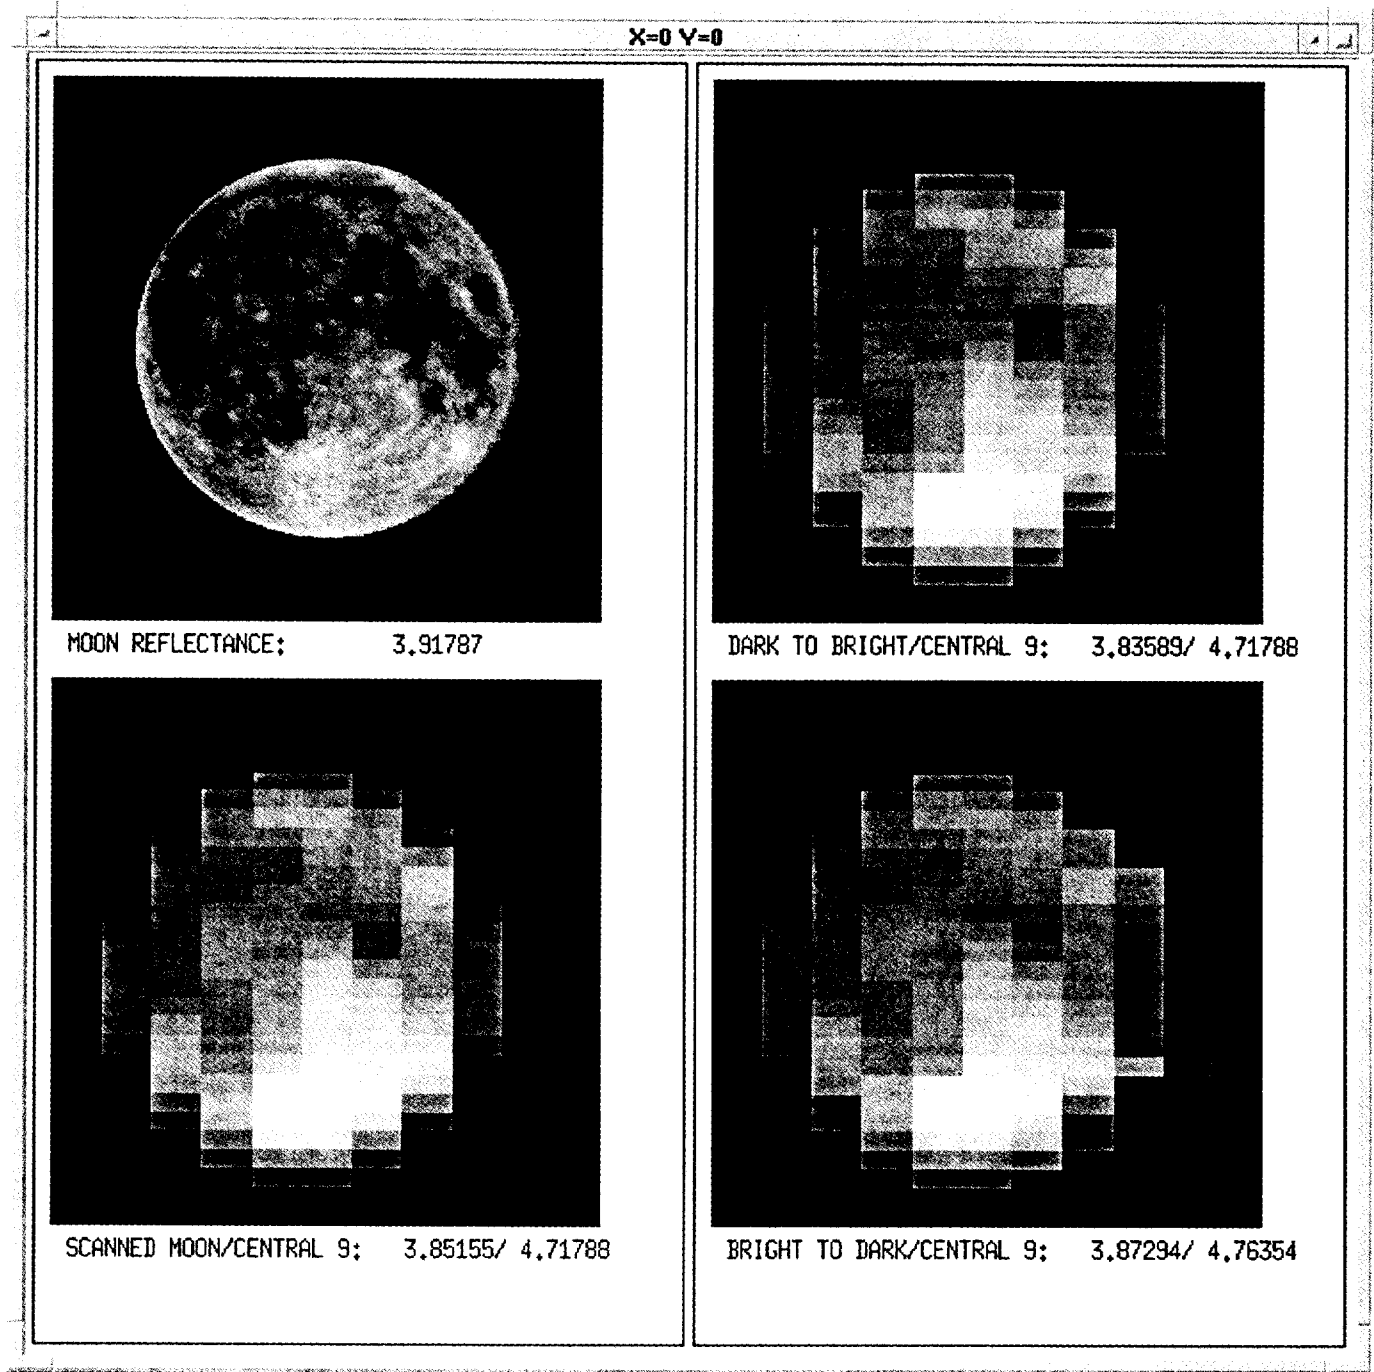 X=0 Y=0
MOON REFLECTANCE: 3.91787
DARK TO BRIGHT/CENTRAL 9: 3.83589/ 4.71788
SCANNED MOON/CENTRAL 9: 3.85155/ 4.71788
BRIGHT TO DARK/CENTRAL 9: 3.87294/ 4.76354